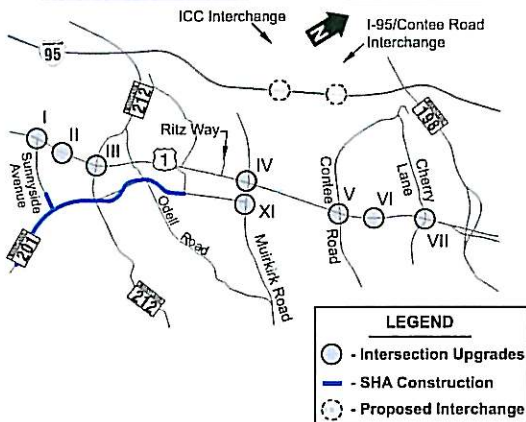 ICC Interchange
N
I-95/Contee Road
Interchange
95
212
198
I
II
III
Ritz Way
1
IV
Sunnyside
Avenue
Odell
Road
XI
Muirkirk Road
Contee
Road
V
VI
Cherry
Lane
VII
201
212
LEGEND
- Intersection Upgrades
- SHA Construction
- Proposed Interchange